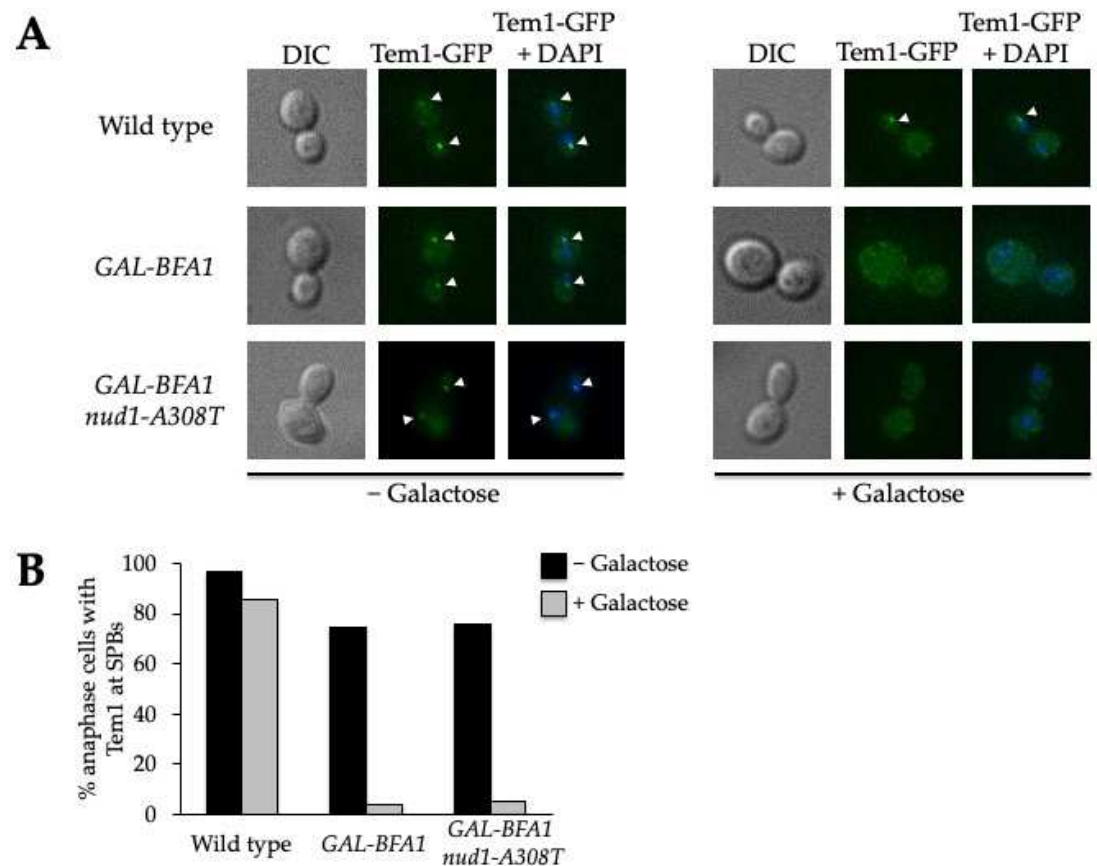 A
DIC Tem1-GFP Tem1-GFP + DAPI
DIC Tem1-GFP Tem1-GFP + DAPI
Wild type
GAL-BFA1
GAL-BFA1
nud1-A308T
− Galactose
+ Galactose
B
% anaphase cells with
Tem1 at SPBs
100
80
60
40
20
0
Wild type
GAL-BFA1
GAL-BFA1
nud1-A308T
− Galactose
+ Galactose